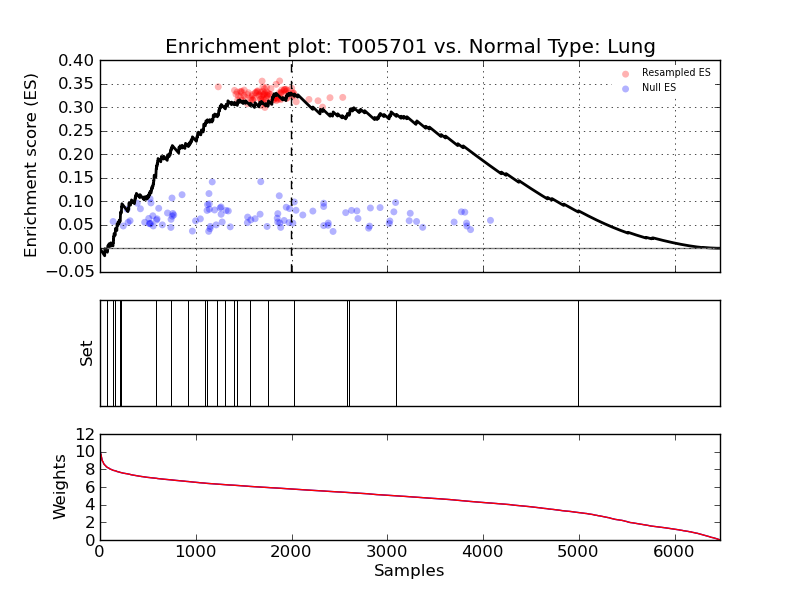 Enrichment plot: T005701 vs. Normal Type: Lung
Enrichment score (ES)
0.40
0.35
0.30
0.25
0.20
0.15
0.10
0.05
0.00
−0.05
Resampled ES
Null ES
Set
Weights
12
10
8
6
4
2
0
0 1000 2000 3000 4000 5000 6000
Samples